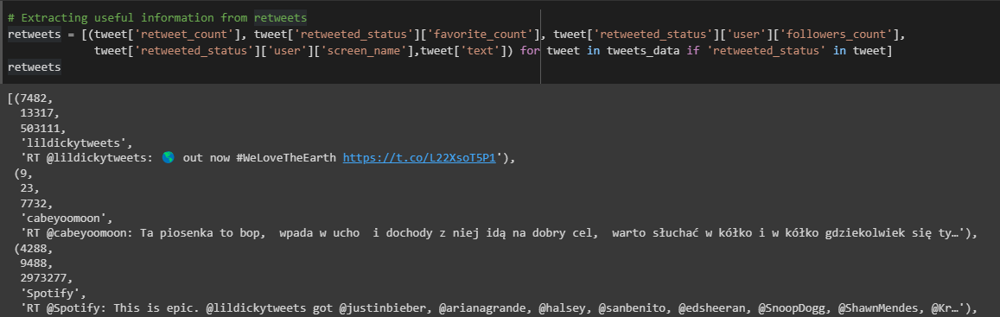 # Extracting useful information from retweets
retweets = [(tweet['retweet_count'], tweet['retweeted_status']['favorite_count'], tweet['retweeted_status']['user']['followers_count'],
tweet['retweeted_status']['user']['screen_name'],tweet['text']) for tweet in tweets_data if 'retweeted_status' in tweet]
retweets
[(7482,
13317,
503111,
'lildickytweets',
'RT @lildickytweets: 🌎 out now #WeLoveTheEarth https://t.co/L22XsoT5P1'),
(9,
23,
7732,
'cabeyoomoon',
'RT @cabeyoomoon: Ta piosenka to bop,  wpada w ucho  i dochody z niej idą na dobry cel,  warto słuchać w kółko i w kółko gdziekolwiek się ty…'),
(4288,
9488,
2973277,
'Spotify',
'RT @Spotify: This is epic. @lildickytweets got @justinbieber, @arianagrande, @halsey, @sanbenito, @edsheeran, @SnoopDogg, @ShawnMendes, @Kr…'),